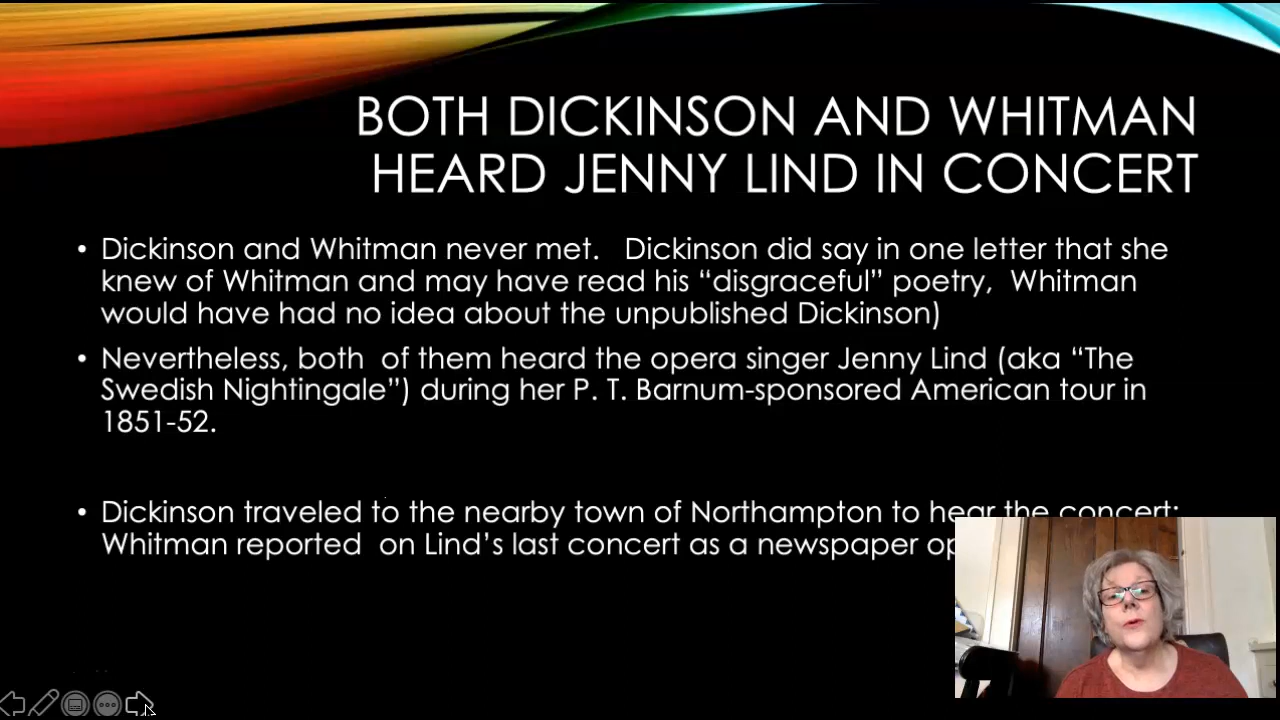 BOTH DICKINSON AND WHITMAN
HEARD JENNY LIND IN CONCERT
• Dickinson and Whitman never met. Dickinson did say in one letter that she
knew of Whitman and may have read his “disgraceful” poetry, Whitman
would have had no idea about the unpublished Dickinson)
• Nevertheless, both of them heard the opera singer Jenny Lind (aka “The
Swedish Nightingale”) during her P. T. Barnum-sponsored American tour in
1851-52.
• Dickinson traveled to the nearby town of Northampton to hear the concert;
Whitman reported on Lind’s last concert as a newspaper